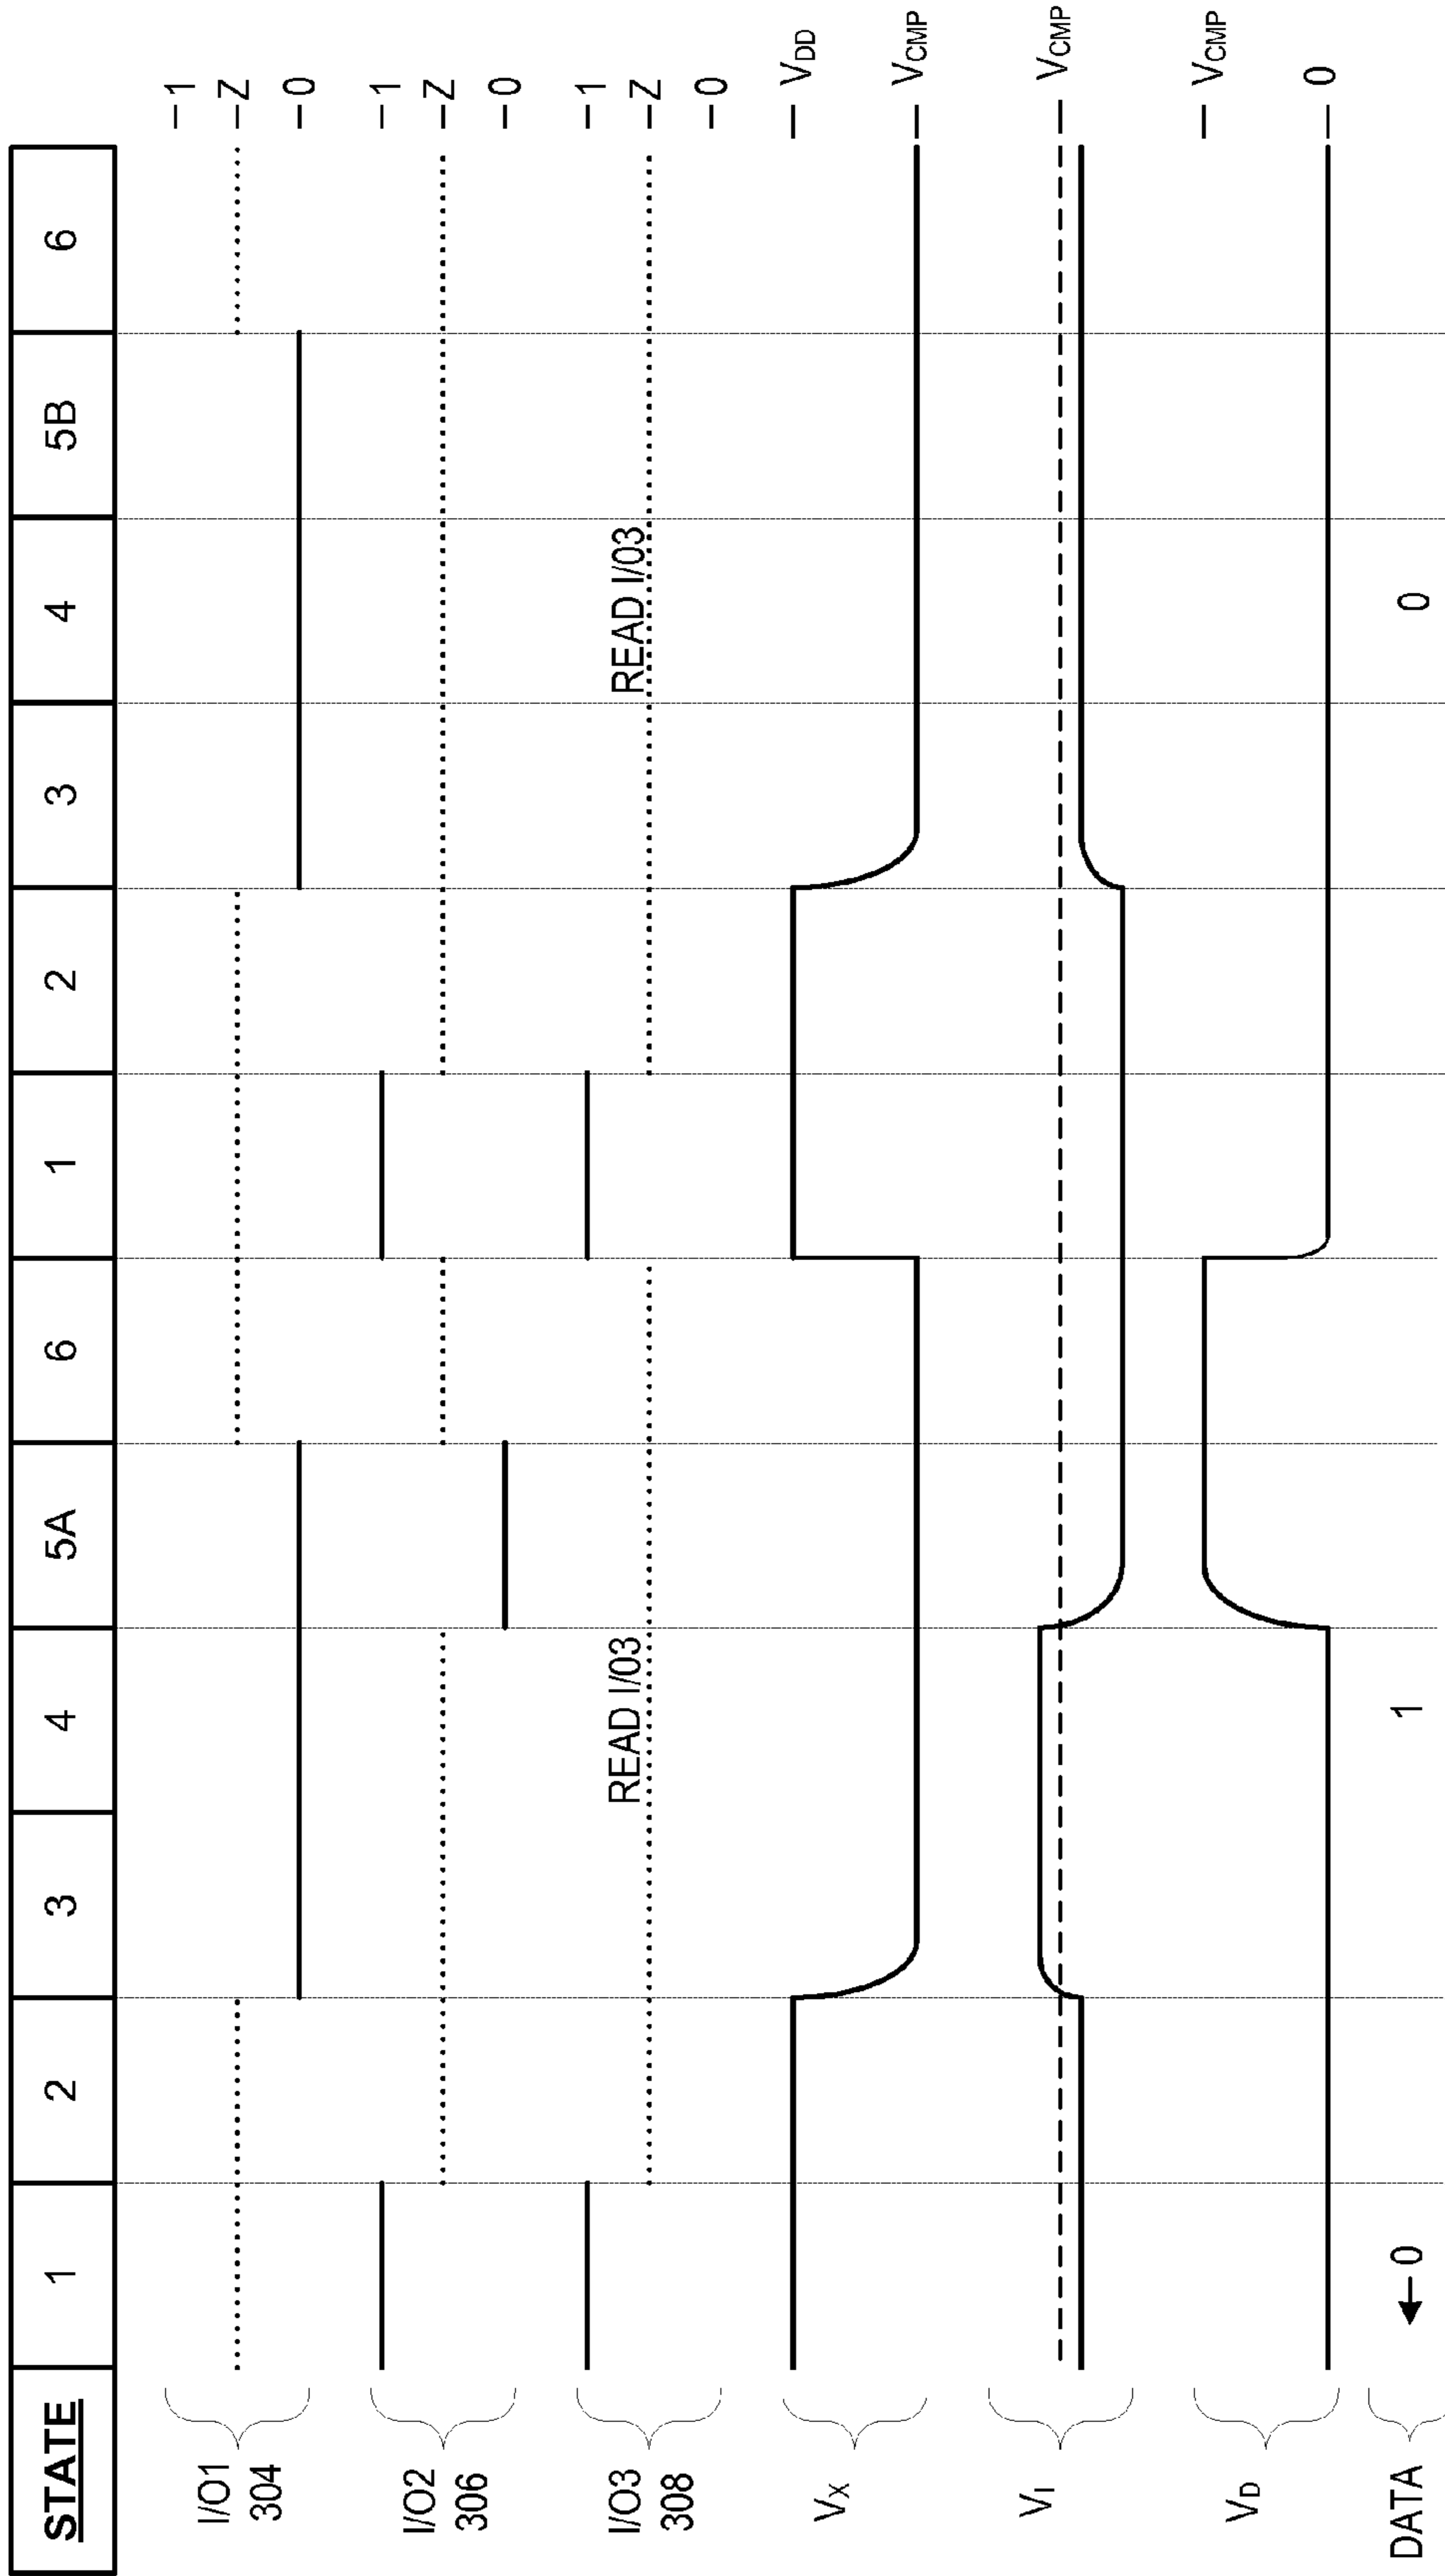 STATE 1 2 3 4 5A 6 1 2 3 4 5B 6
I/O1
304
–1
–Z
–0
I/O2
306
–1
–Z
–0
I/O3
308
READ I/03
READ I/03
–1
–Z
–0
VX
VDD
VCMP
VI
VCMP
VD
VCMP
0
DATA ←0 1 0